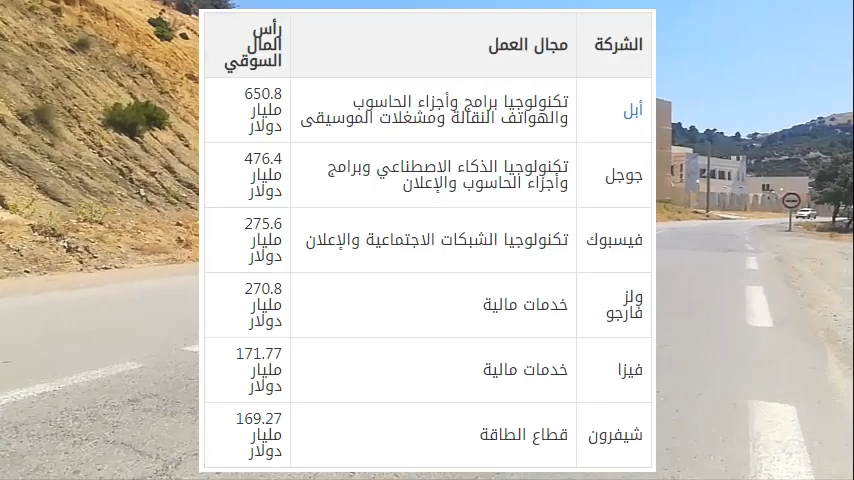 الشركة
مجال العمل
رأس
المال
السوقي
أبل
تكنولوجيا برامج وأجزاء الحاسوب
والهواتف النقالة ومشغلات الموسيقى
650.8
مليار
دولار
جوجل
تكنولوجيا الذكاء الاصطناعي وبرامج
وأجزاء الحاسوب والإعلان
476.4
مليار
دولار
فيسبوك
تكنولوجيا الشبكات الاجتماعية والإعلان
275.6
مليار
دولار
ولز
فارجو
خدمات مالية
270.8
مليار
دولار
فيزا
خدمات مالية
171.77
مليار
دولار
شيفرون
قطاع الطاقة
169.27
مليار
دولار